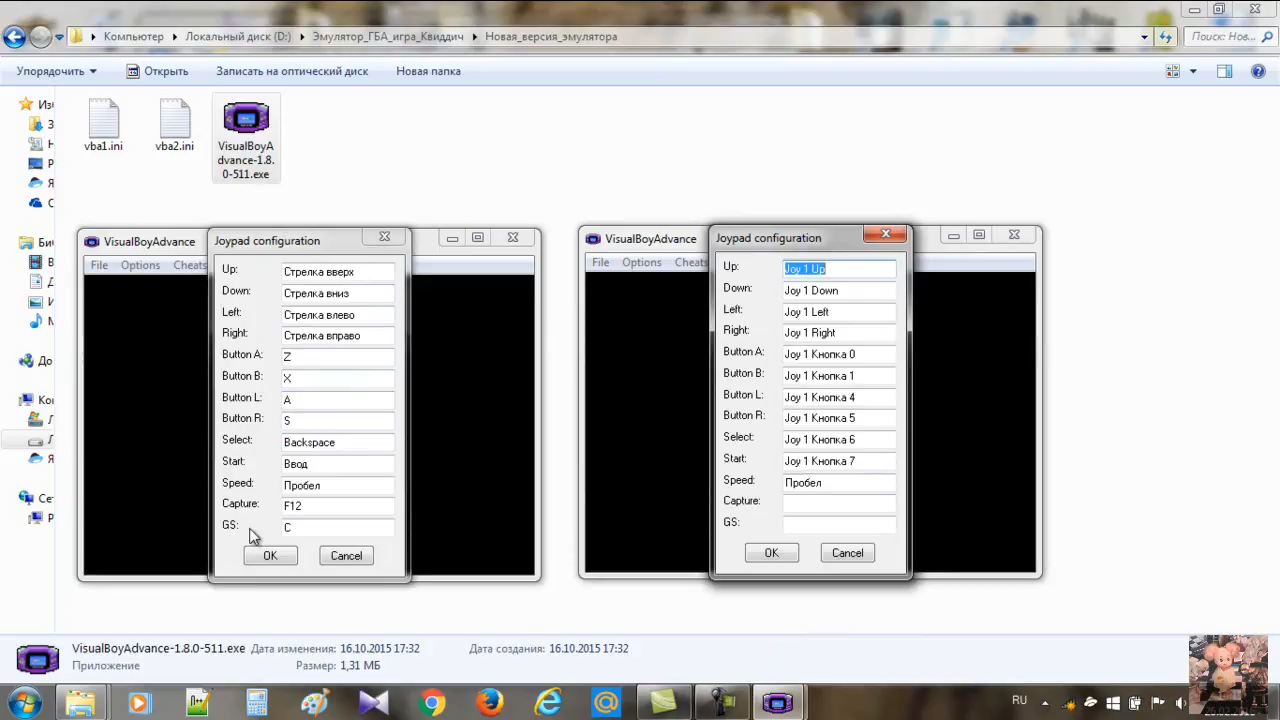 Компьютер Локальный диск (D:) Эмулятор_ГБА_игра_Квиддич Новая_версия_эмулятора
Поиск: Нов...
Упорядочить Открыть Записать на оптический диск Новая папка
vba1.ini
vba2.ini
VisualBoyA
dvance-1.8.
0-511.exe
VisualBoyAdvance
File Options Cheats
Joypad configuration
Up: Стрелка вверх
Down: Стрелка вниз
Left: Стрелка влево
Right: Стрелка вправо
Button A: Z
Button B: X
Button L: A
Button R: S
Select: Backspace
Start: Ввод
Speed: Пробел
Capture: F12
GS: C
OK Cancel
VisualBoyAdvance
File Options Cheats
Joypad configuration
Up: Joy 1 Up
Down: Joy 1 Down
Left: Joy 1 Left
Right: Joy 1 Right
Button A: Joy 1 Кнопка 0
Button B: Joy 1 Кнопка 1
Button L: Joy 1 Кнопка 4
Button R: Joy 1 Кнопка 5
Select: Joy 1 Кнопка 6
Start: Joy 1 Кнопка 7
Speed: Пробел
Capture:
GS:
OK Cancel
VisualBoyAdvance-1.8.0-511.exe Дата изменения: 16.10.2015 17:32 Дата создания: 16.10.2015 17:32
Приложение Размер: 1,31 МБ
RU